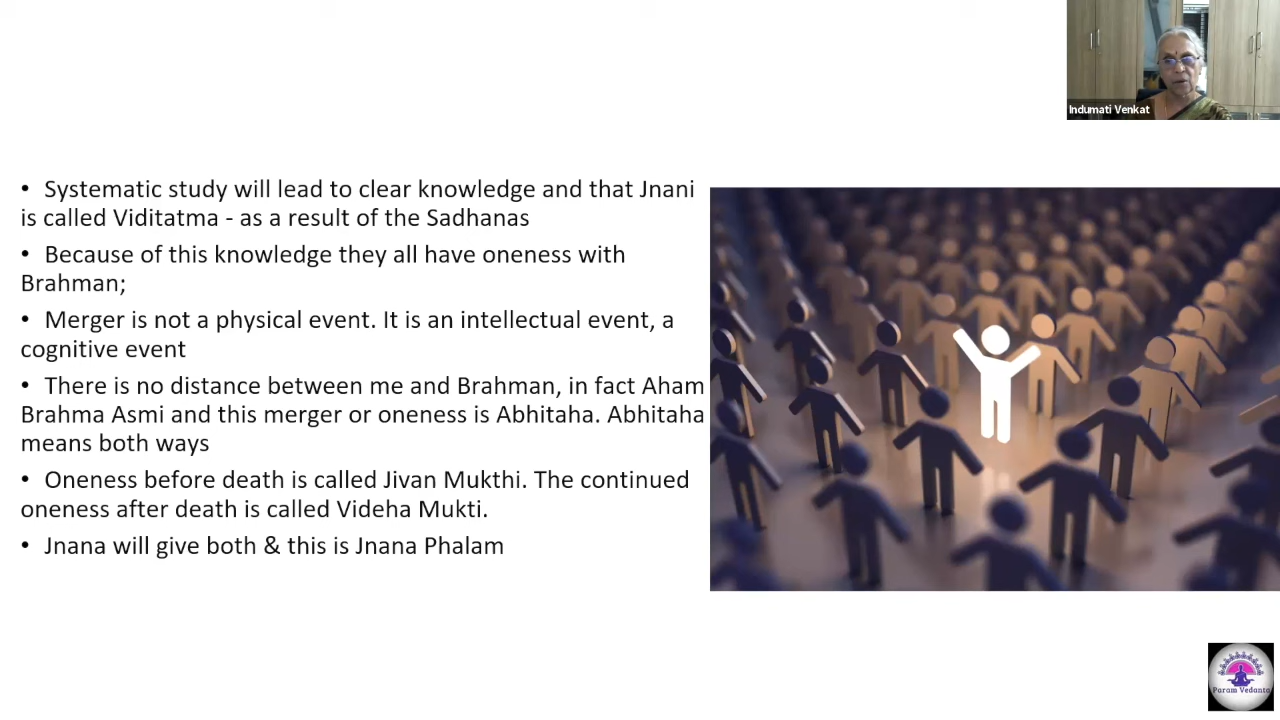 Indumati Venkat
• Systematic study will lead to clear knowledge and that Jnani
is called Viditatma - as a result of the Sadhanas
• Because of this knowledge they all have oneness with
Brahman;
• Merger is not a physical event. It is an intellectual event, a
cognitive event
• There is no distance between me and Brahman, in fact Aham
Brahma Asmi and this merger or oneness is Abhitaha. Abhitaha
means both ways
• Oneness before death is called Jivan Mukthi. The continued
oneness after death is called Videha Mukti.
• Jnana will give both & this is Jnana Phalam
Param Vedanta